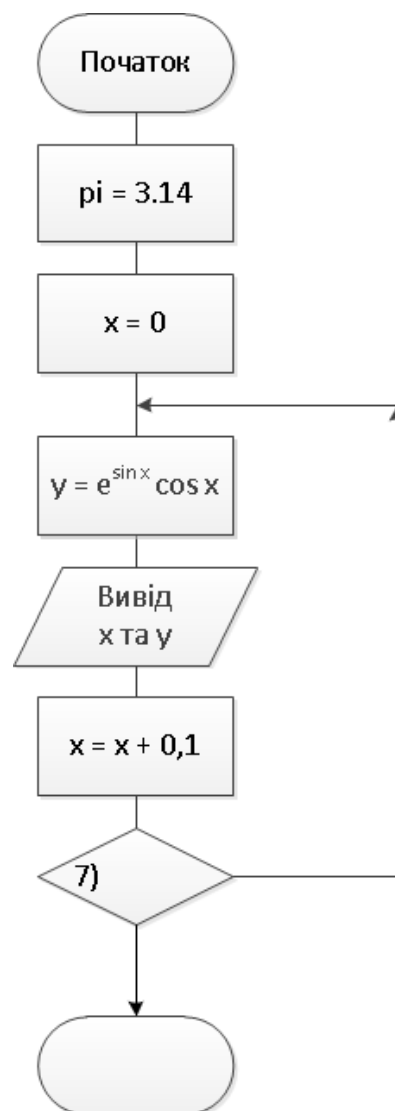 Початок
pi = 3.14
x = 0
y = e^sin x cos x
Вивід
x та y
x = x + 0,1
7)